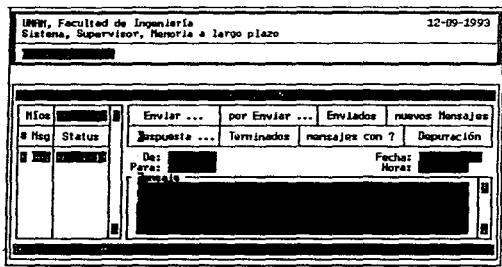 UNAM, Facultad de Ingeniería 12-09-1993
Sistema, Supervisor, Memoria a largo plazo
Míos Enviar ... por Enviar ... Enviados nuevos Mensajes
# Msg Status Respuesta ... Terminados mensajes con ? Depuración
De: Fecha:
Para: Hora:
Mensaje